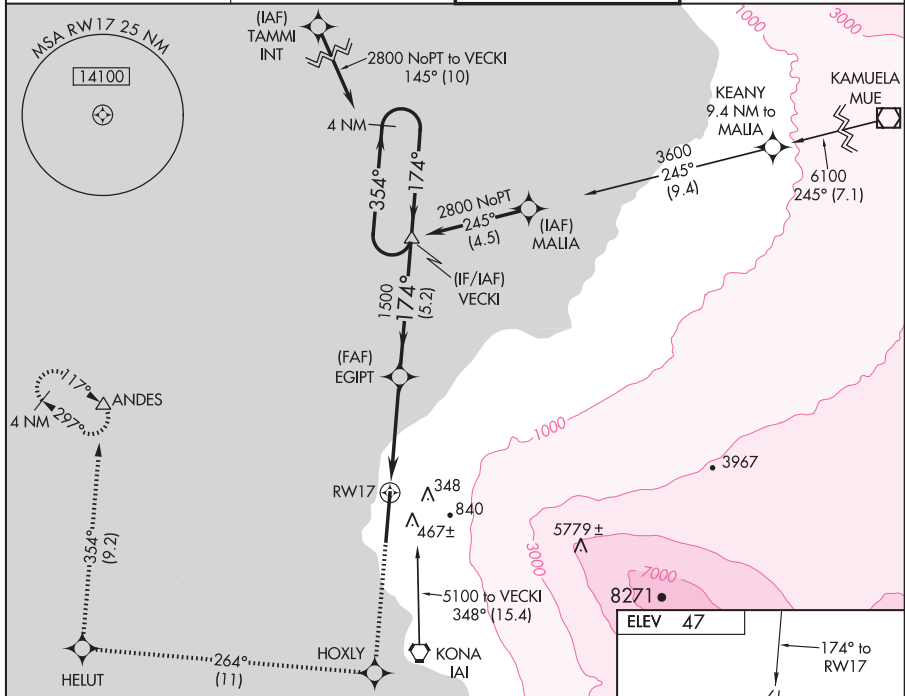 MSA RW17 25 NM
14100
(IAF)
TAMMI
INT
2800 NoPT to VECKI
145° (10)
4 NM
354°
174°
1000
3000
KAMUELA
MUE
KEANY
9.4 NM to
MALIA
3600
245°
(9.4)
6100
245° (7.1)
2800 NoPT
245°
(4.5)
(IAF)
MALIA
(IF/IAF)
VECKI
1500
174°
(5.2)
(FAF)
EGIPT
117°
297°
4 NM
ANDES
1000
3967
RW17
348
840
467±
5779±
3000
7000
8271
354°
(9.2)
5100 to VECKI
348° (15.4)
HELUT
264°
(11)
HOXLY
KONA
IAI
ELEV 47
174° to
RW17